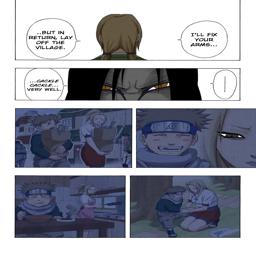 ..BUT IN
RETURN, LAY
OFF THE
VILLAGE.
I'LL FIX
YOUR
ARMS...
...CACKLE
CACKLE...
VERY WELL.